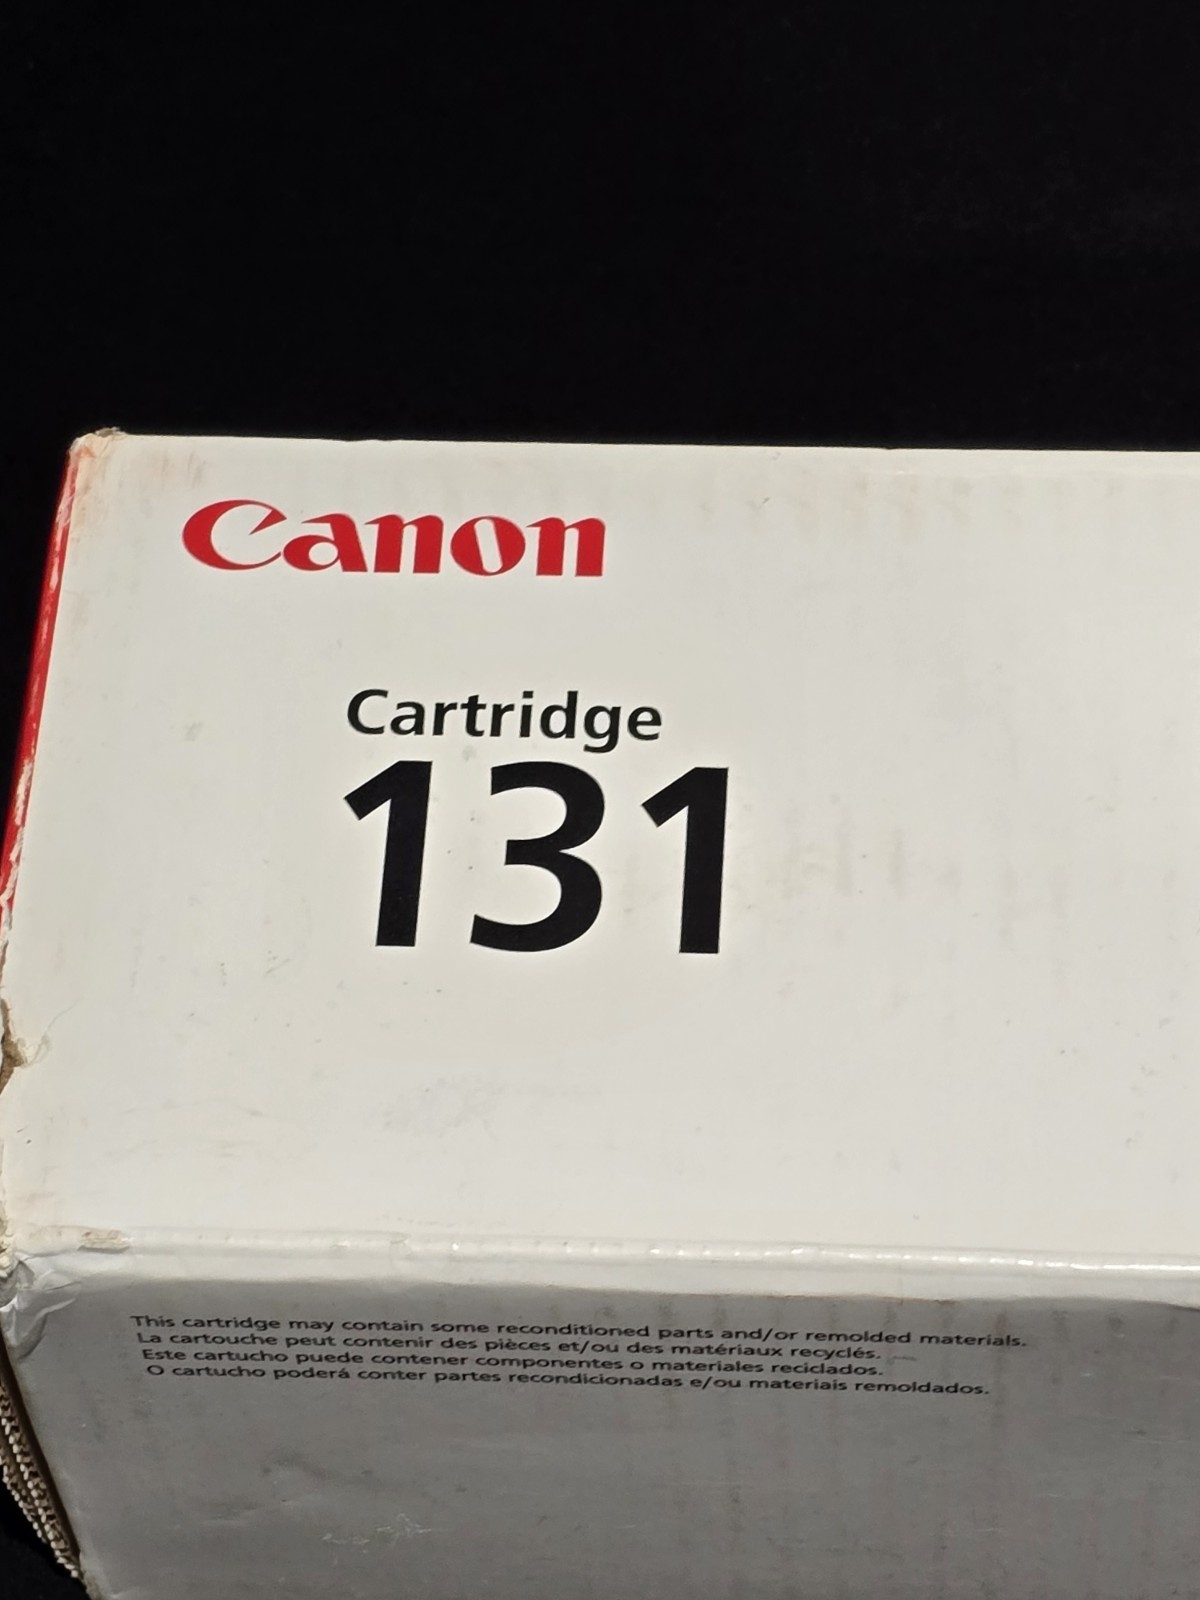 Canon
Cartridge
131
This cartridge may contain some reconditioned parts and/or remolded materials.
La cartouche peut contenir des pièces et/ou des matériaux recyclés.
Este cartucho puede contener componentes o materiales reciclados.
O cartucho poderá conter partes recondicionadas e/ou materiais remoldados.